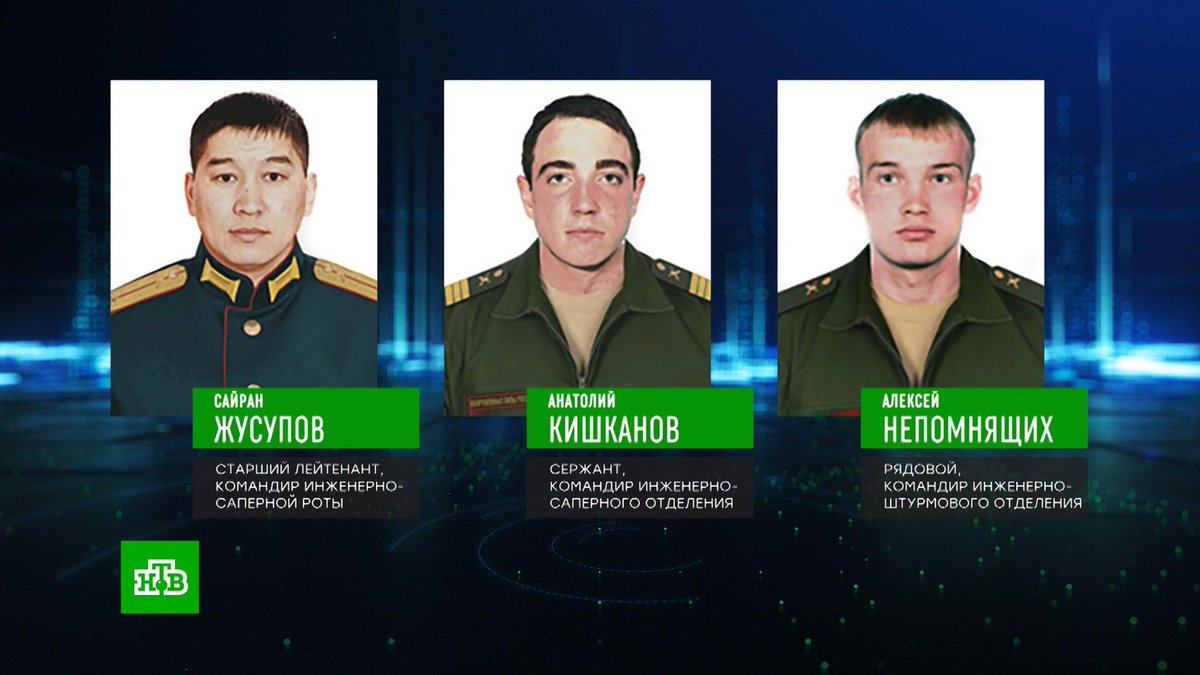 САЙРАН
ЖУСУПОВ
СТАРШИЙ ЛЕЙТЕНАНТ,
КОМАНДИР ИНЖЕНЕРНО-
САПЕРНОЙ РОТЫ
АНАТОЛИЙ
КИШКАНОВ
СЕРЖАНТ,
КОМАНДИР ИНЖЕНЕРНО-
САПЕРНОГО ОТДЕЛЕНИЯ
АЛЕКСЕЙ
НЕПОМНЯЩИХ
РЯДОВОЙ,
КОМАНДИР ИНЖЕНЕРНО-
ШТУРМОВОГО ОТДЕЛЕНИЯ
НТВ